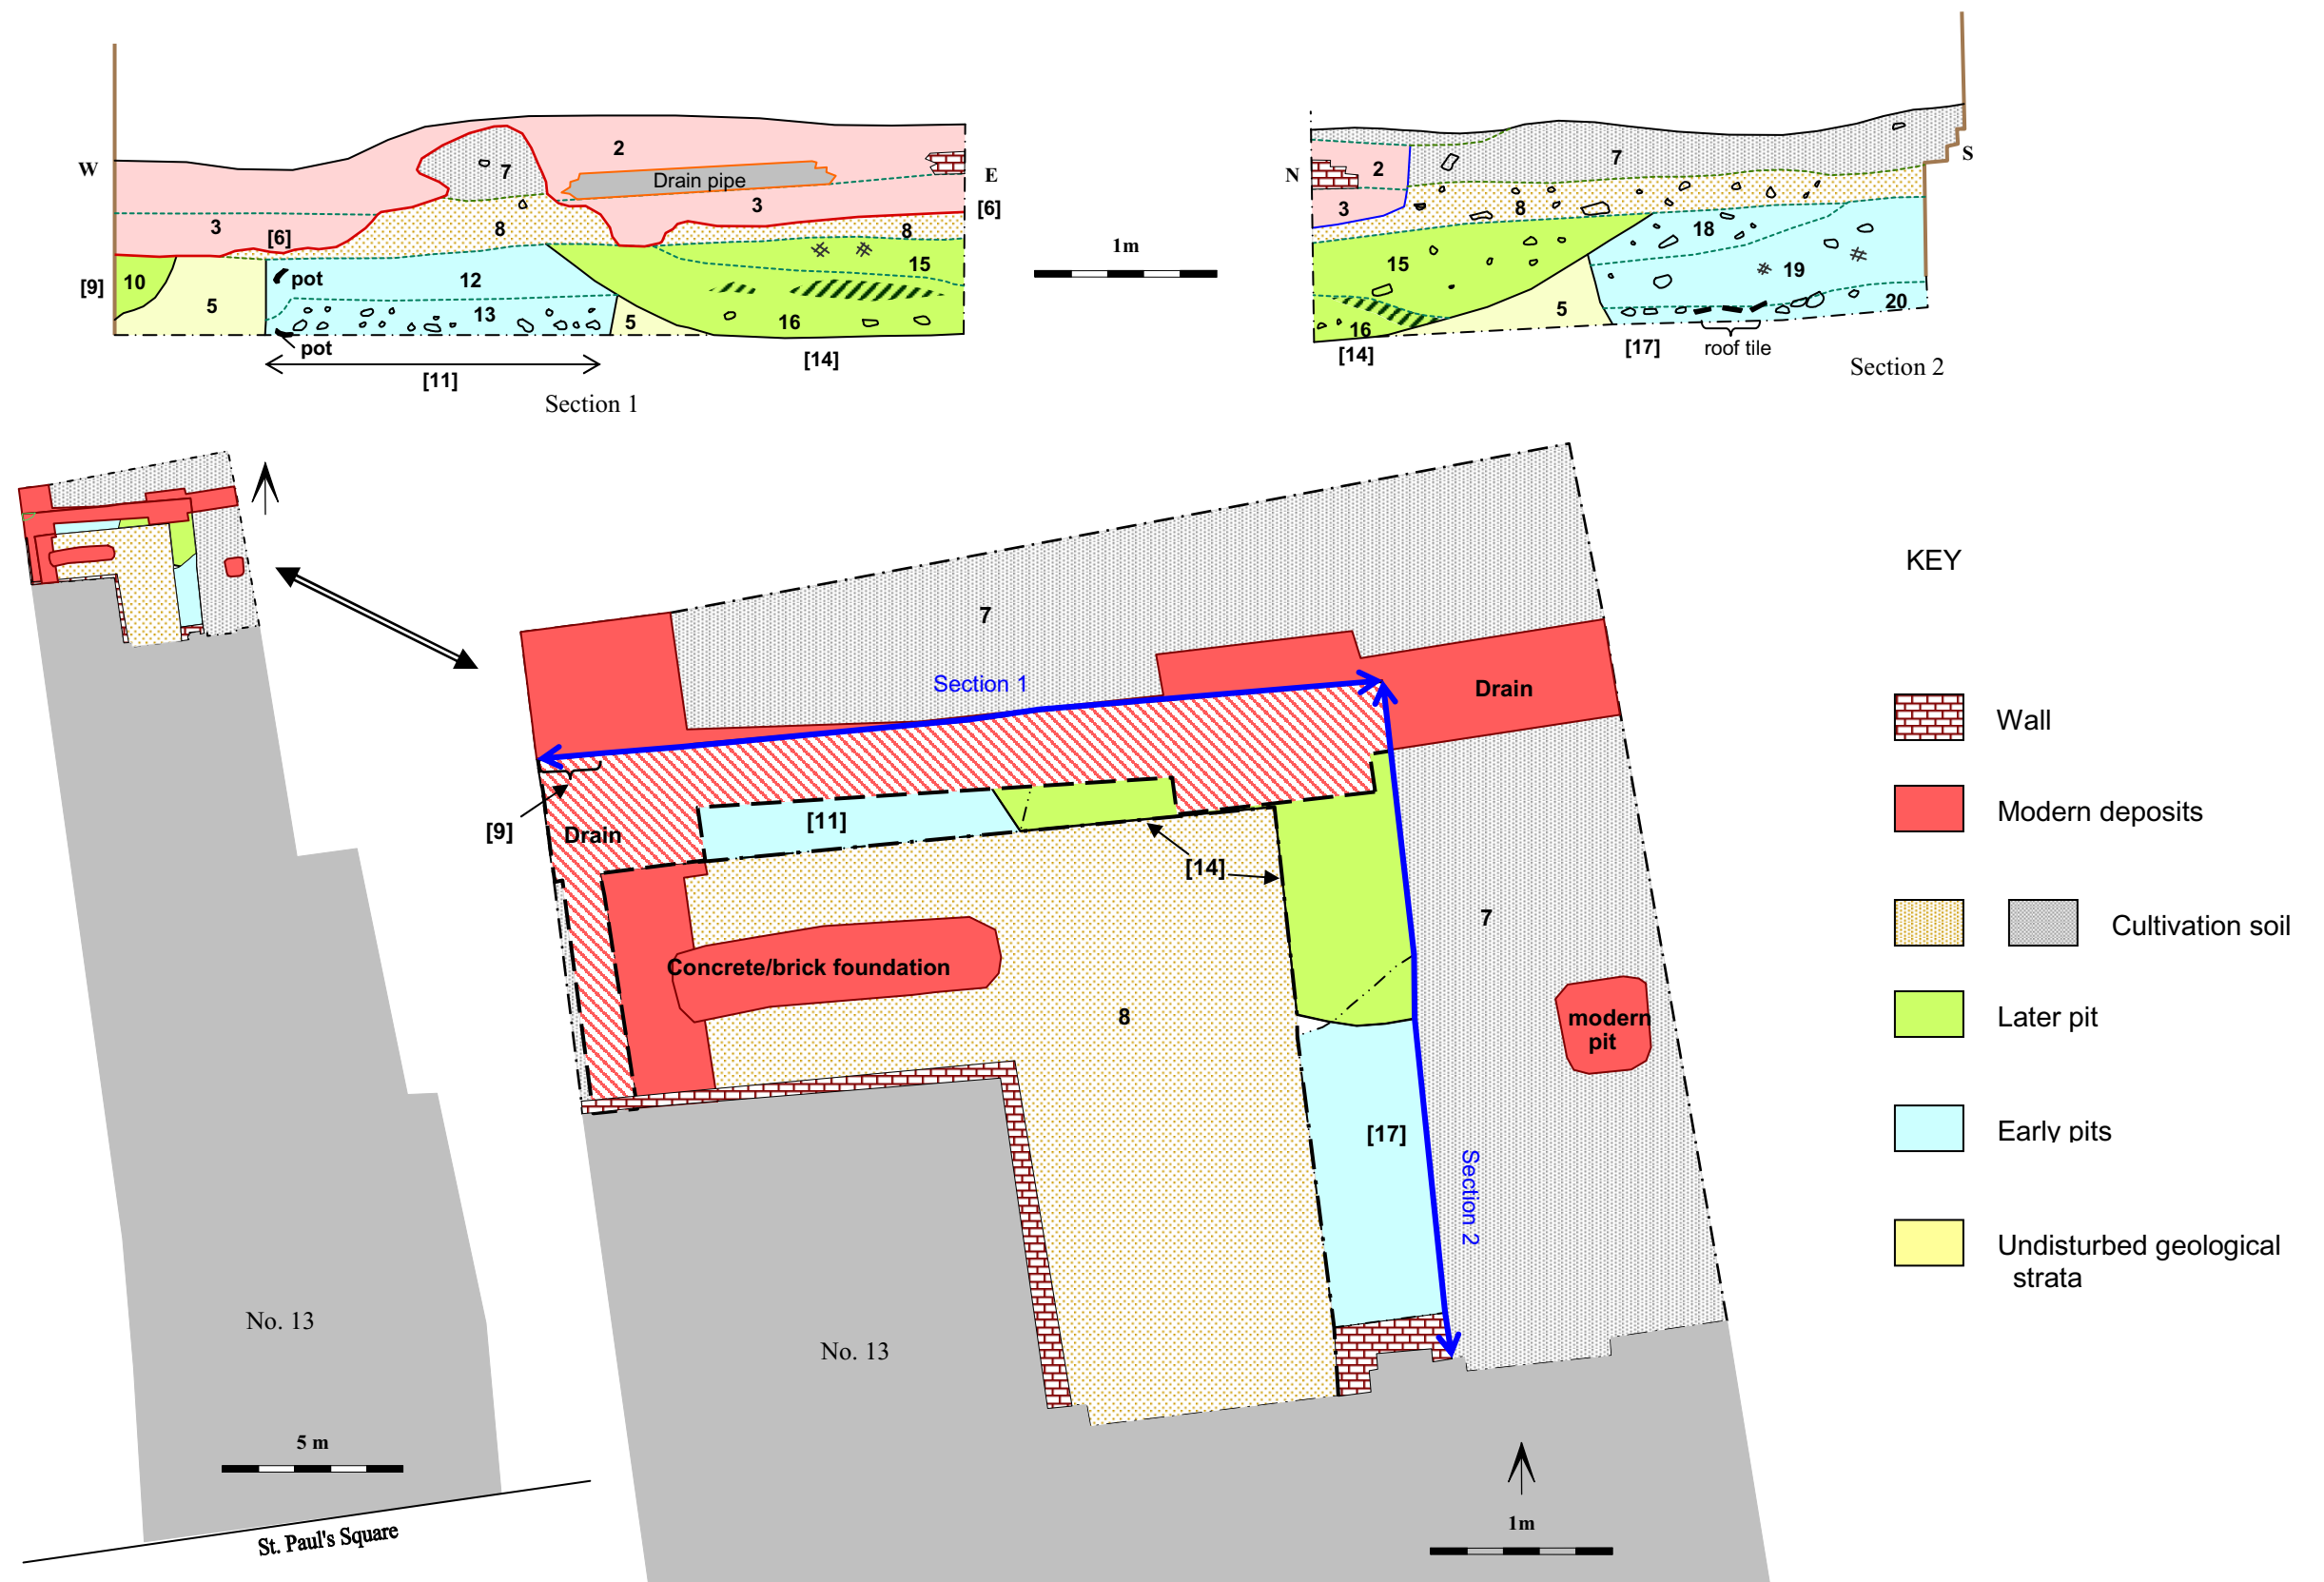 W
2
7
Drain pipe
3
3
[6]
8
8
E
[6]
[9]
10
5
pot
12
13
5
15
16
pot
[11]
[14]
Section 1
1m
N
S
2
3
7
8
15
16
5
18
19
20
[14]
[17]
roof tile
Section 2
7
Section 1
Drain
[9]
Drain
[11]
[14]
Concrete/brick foundation
8
7
modern
pit
[17]
Section 2
No. 13
No. 13
5 m
St. Paul's Square
1m
KEY
Wall
Modern deposits
Cultivation soil
Later pit
Early pits
Undisturbed geological
strata